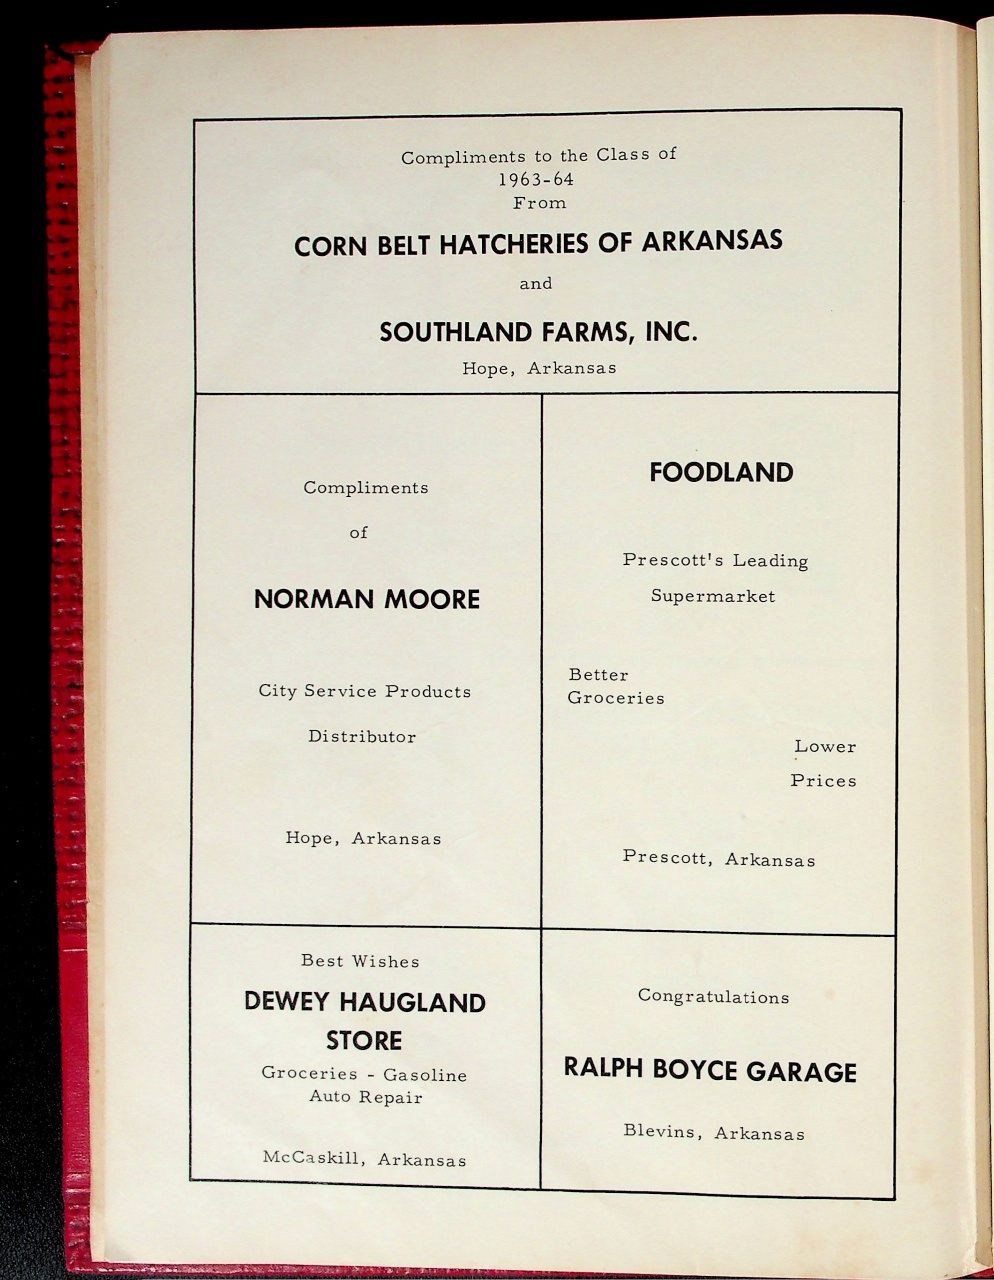 Compliments to the Class of
1963-64
From
CORN BELT HATCHERIES OF ARKANSAS
and
SOUTHLAND FARMS, INC.
Hope, Arkansas
Compliments
of
NORMAN MOORE
City Service Products
Distributor
Hope, Arkansas
FOODLAND
Prescott's Leading
Supermarket
Better
Groceries
Lower
Prices
Prescott, Arkansas
Best Wishes
DEWEY HAUGLAND
STORE
Groceries - Gasoline
Auto Repair
McCaskill, Arkansas
Congratulations
RALPH BOYCE GARAGE
Blevins, Arkansas